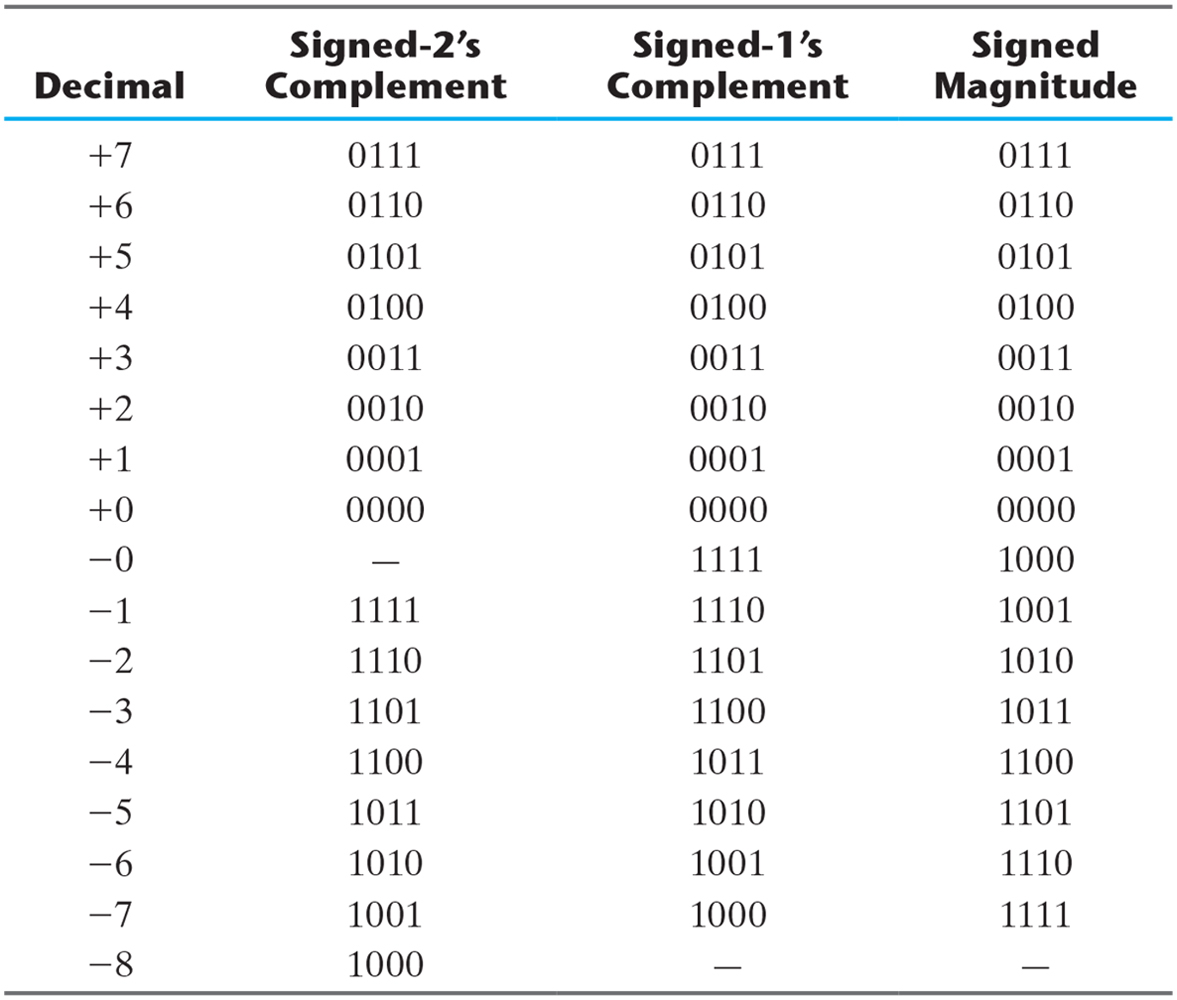 Decimal Signed-2's Complement Signed-1's Complement Signed Magnitude
+7 0111 0111 0111
+6 0110 0110 0110
+5 0101 0101 0101
+4 0100 0100 0100
+3 0011 0011 0011
+2 0010 0010 0010
+1 0001 0001 0001
+0 0000 0000 0000
−0 — 1111 1000
−1 1111 1110 1001
−2 1110 1101 1010
−3 1101 1100 1011
−4 1100 1011 1100
−5 1011 1010 1101
−6 1010 1001 1110
−7 1001 1000 1111
−8 1000 — —